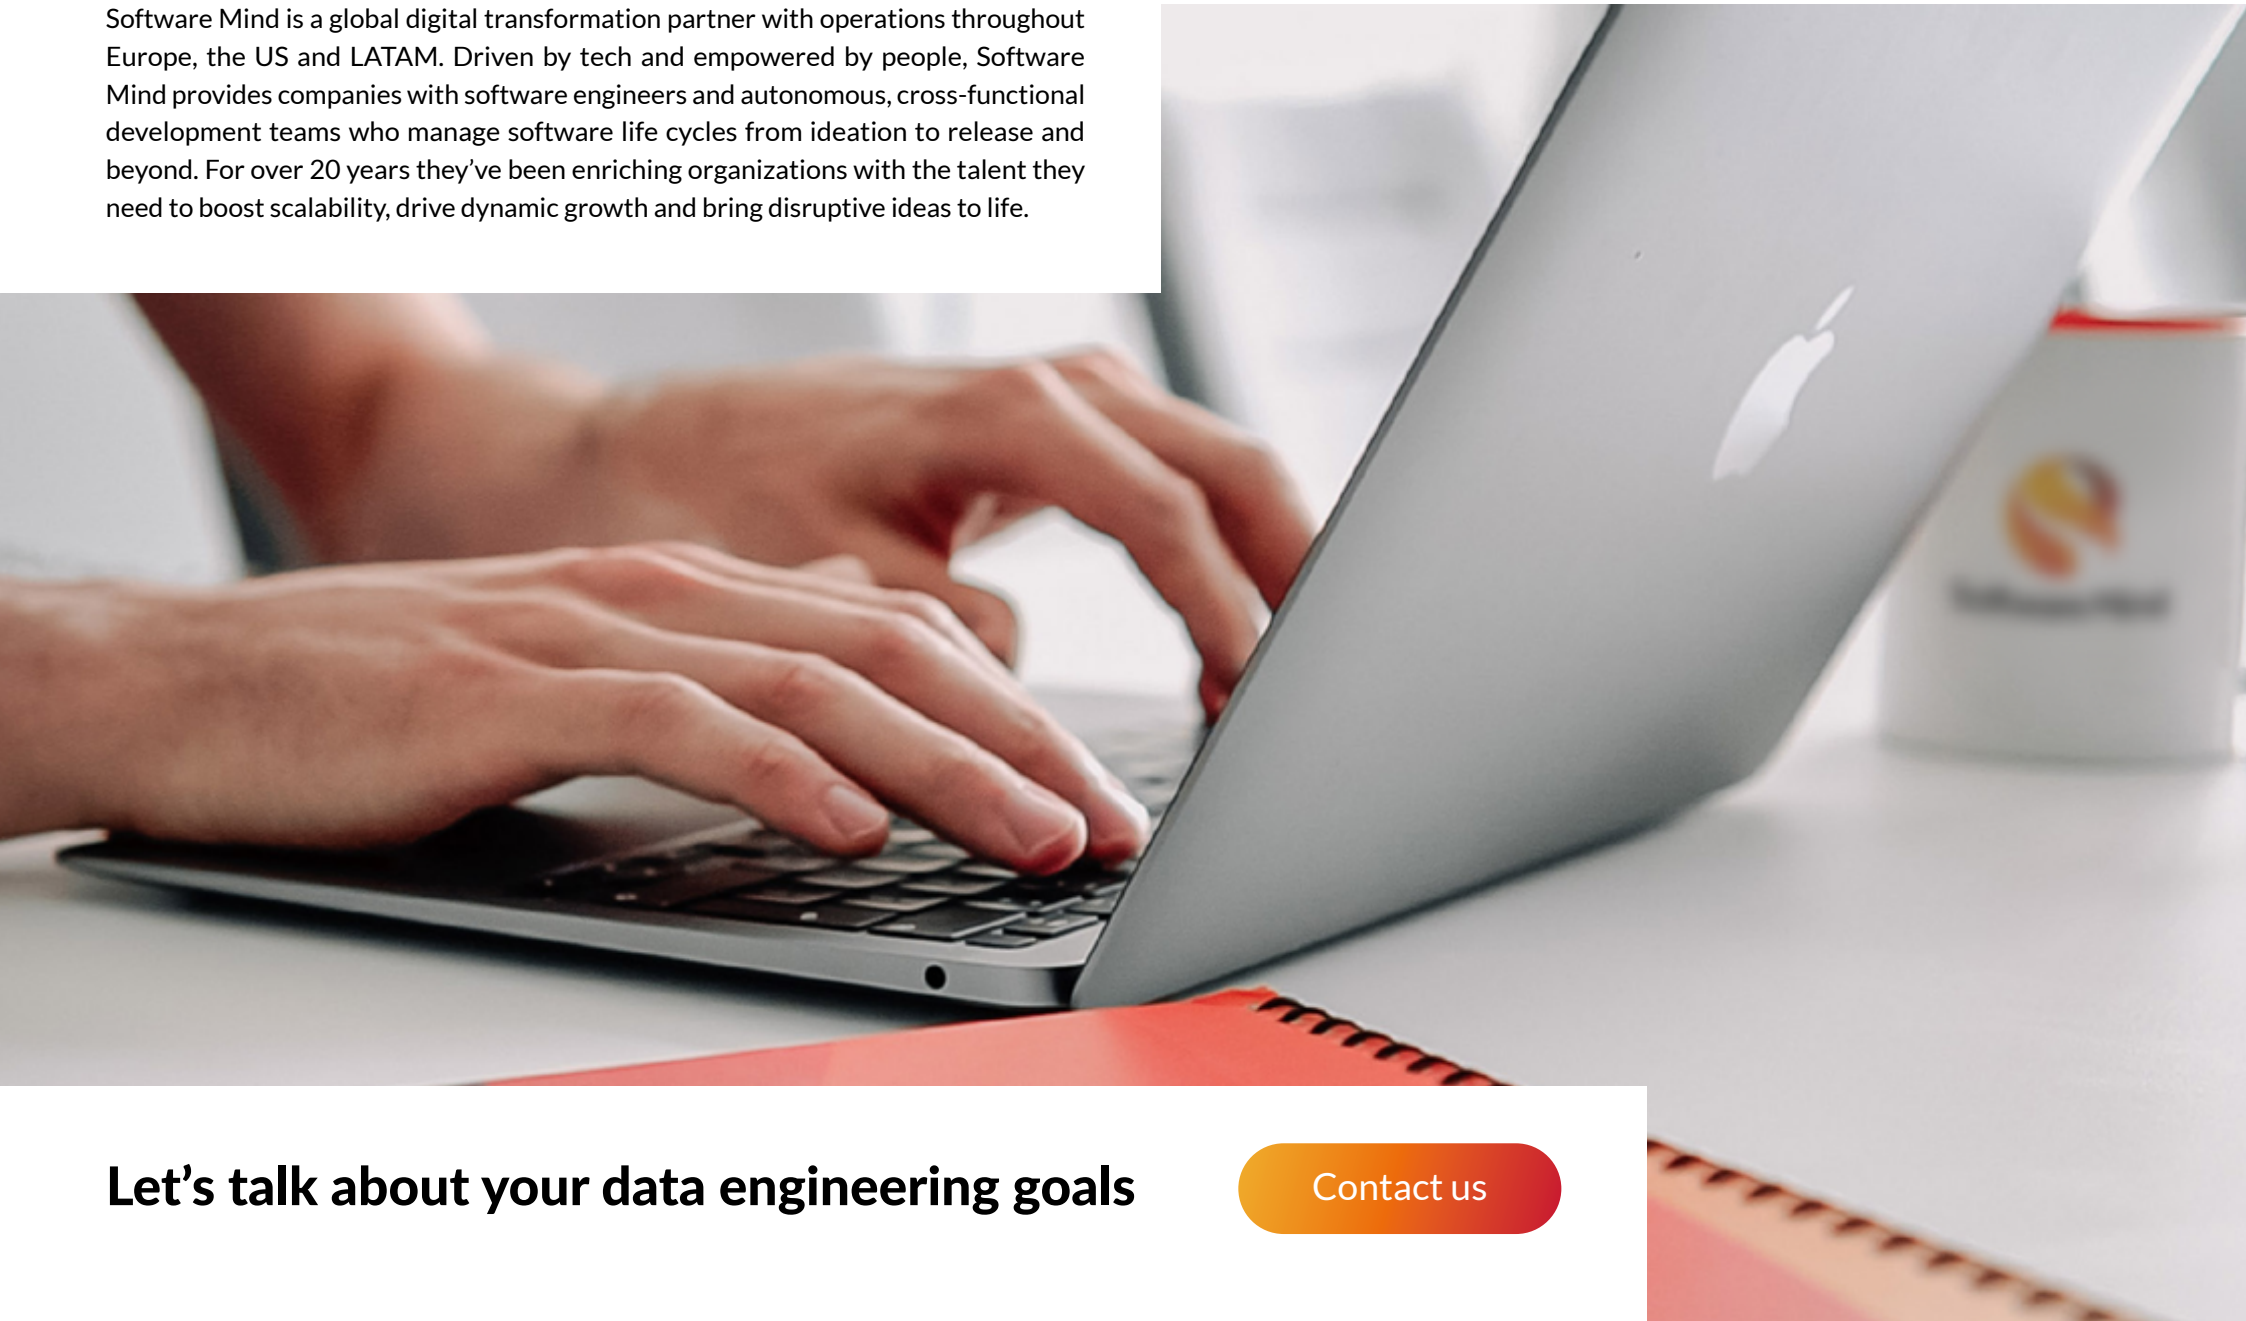 Software Mind is a global digital transformation partner with operations throughout
Europe, the US and LATAM. Driven by tech and empowered by people, Software
Mind provides companies with software engineers and autonomous, cross-functional
development teams who manage software life cycles from ideation to release and
beyond. For over 20 years they’ve been enriching organizations with the talent they
need to boost scalability, drive dynamic growth and bring disruptive ideas to life.
Let’s talk about your data engineering goals
Contact us